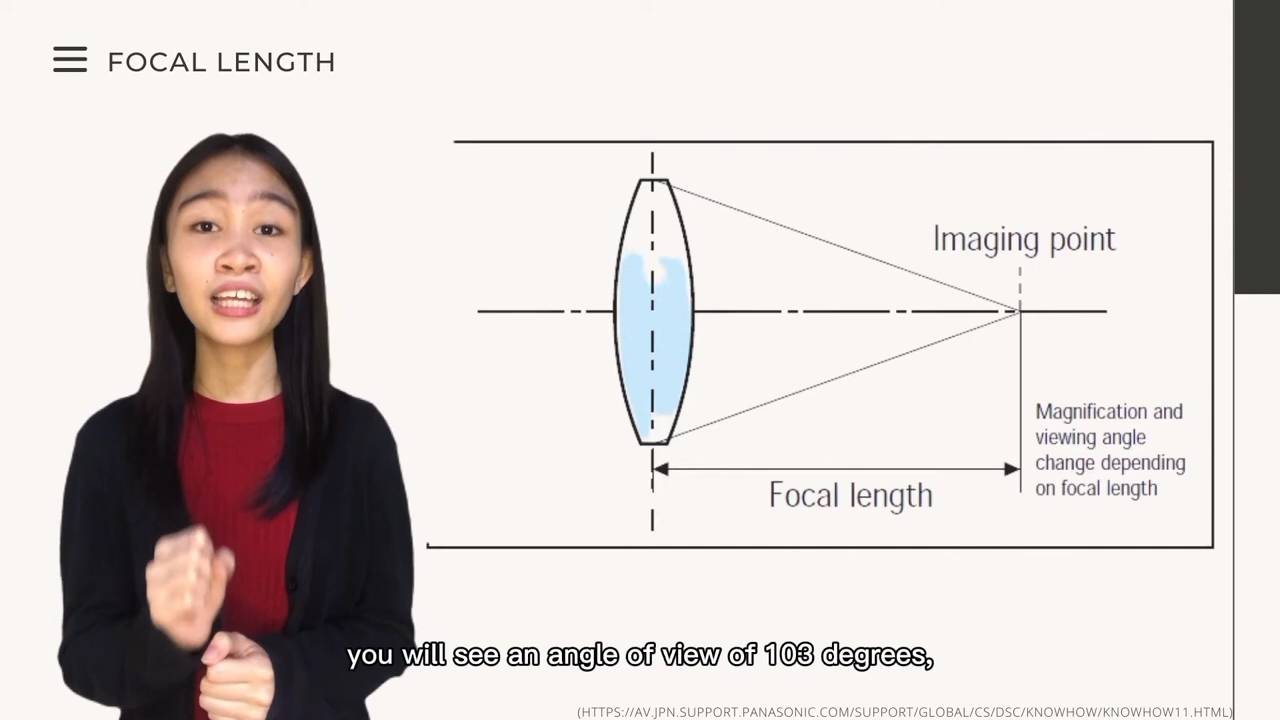 FOCAL LENGTH
Imaging point
Magnification and
viewing angle
change depending
on focal length
Focal length
you will see an angle of view of 103 degrees,
(HTTPS://AV.JPN.SUPPORT.PANASONIC.COM/SUPPORT/GLOBAL/CS/DSC/KNOWHOW/KNOWHOW11.HTML)